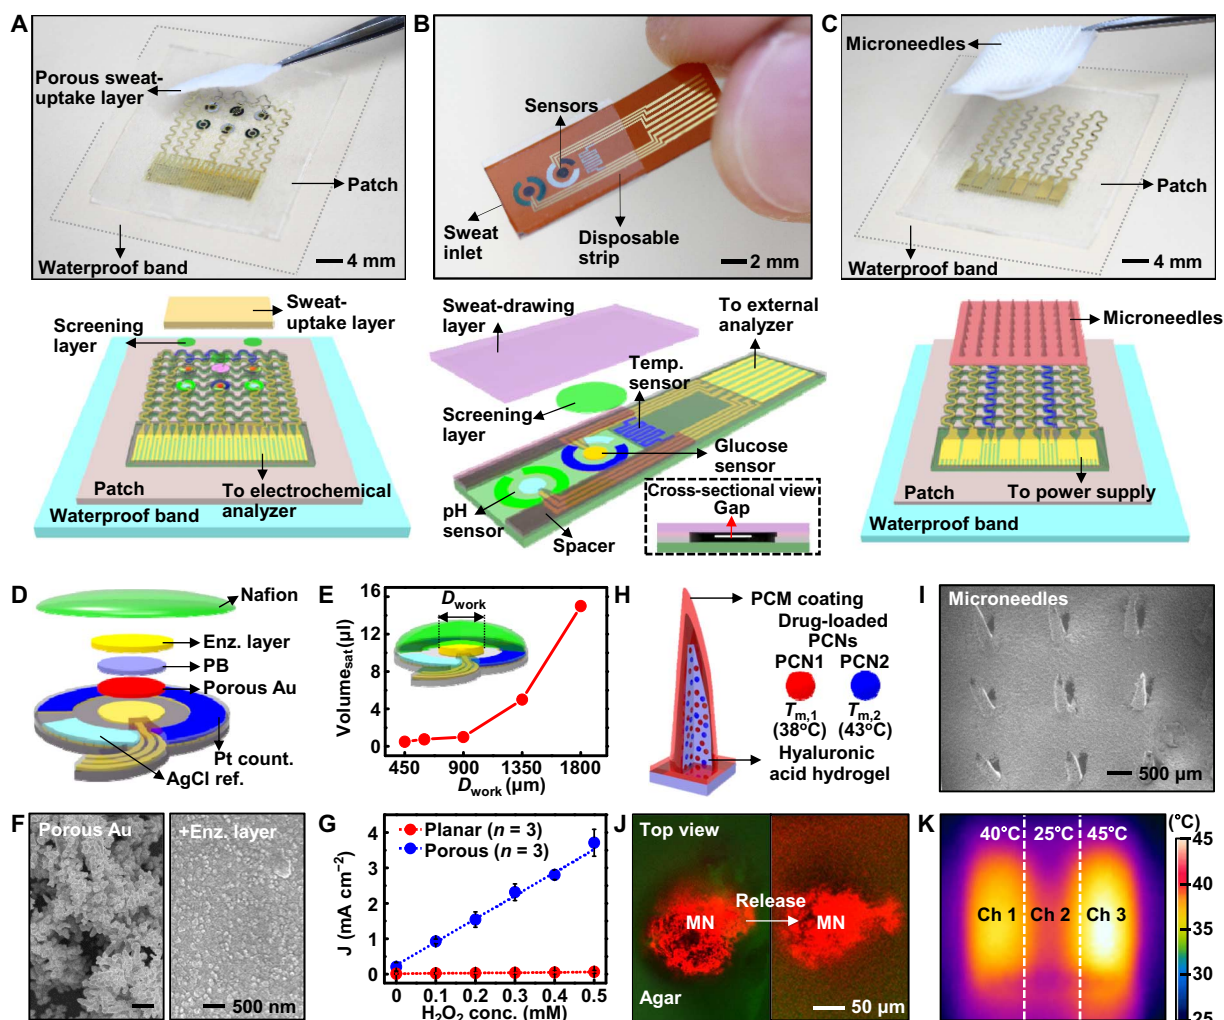 A
Porous sweat-
uptake layer
Patch
Waterproof band
4 mm
Sweat-
uptake layer
Screening
layer
Patch
To electrochemical
analyzer
Waterproof band
B
Sensors
Sweat
inlet
Disposable
strip
2 mm
Sweat-drawing
layer
To external
analyzer
Temp.
sensor
Screening
layer
Glucose
sensor
pH
sensor
Spacer
Cross-sectional view
Gap
C
Microneedles
Patch
Waterproof band
4 mm
Microneedles
Patch
To power supply
Waterproof band
D
Nafion
Enz. layer
PB
Porous Au
Pt count.
AgCl ref.
E
Volumesat (µl)
16
12
8
4
0
Dwork
450
900
1350
1800
Dwork (µm)
H
PCM coating
Drug-loaded
PCNs
PCN1 PCN2
Tm,1 Tm,2
(38°C) (43°C)
Hyaluronic
acid hydrogel
I
Microneedles
500 µm
F
Porous Au
+Enz. layer
500 nm
G
Planar (n = 3)
Porous (n = 3)
J (mA cm−2)
4
3
2
1
0
0 0.1 0.2 0.3 0.4 0.5
H2O2 conc. (mM)
J
Top view
Release
MN
MN
Agar
50 µm
K
40°C 25°C 45°C
Ch 1 Ch 2 Ch 3
(°C)
45
40
35
30
25